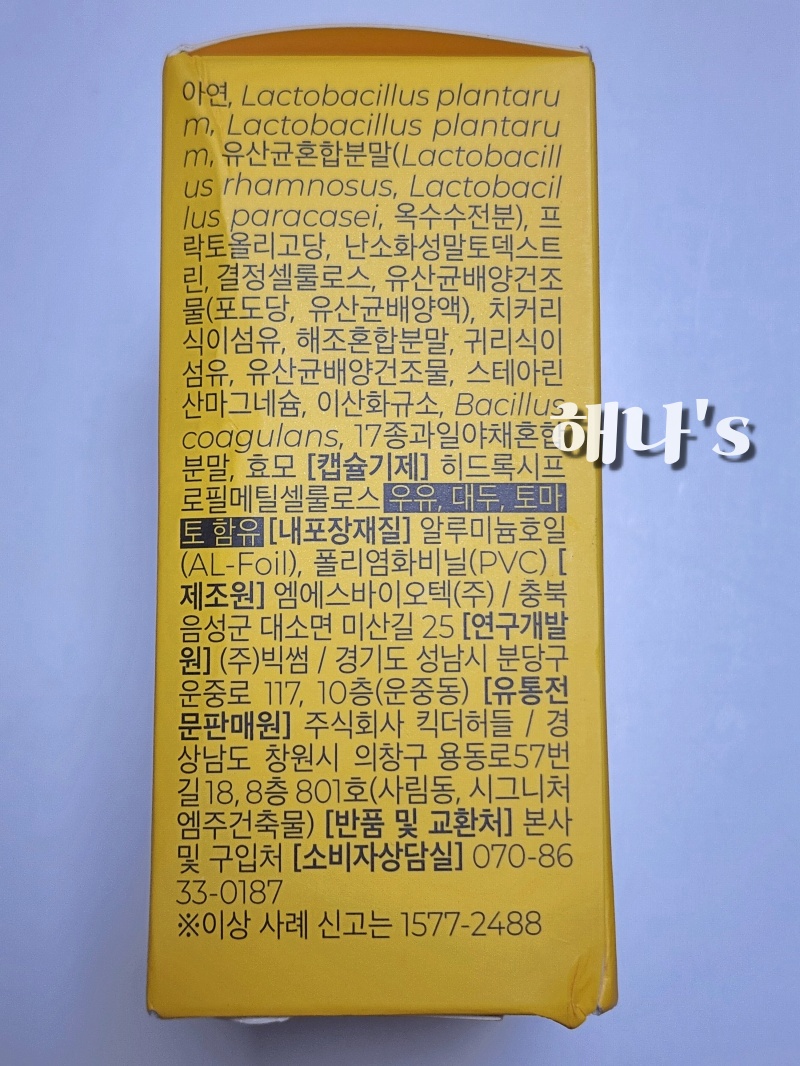 아연, Lactobacillus plantaru
m, Lactobacillus plantaru
m, 유산균혼합분말(Lactobacill
us rhamnosus, Lactobacil
lus paracasei, 옥수수전분), 프
락토올리고당, 난소화성말토덱스트
린, 결정셀룰로스, 유산균배양건조
물(포도당, 유산균배양액), 치커리
식이섬유, 해조혼합분말, 귀리식이
섬유, 유산균배양건조물, 스테아린
산마그네슘, 이산화규소, Bacillus
coagulans, 17종과일야채혼합
분말, 효모 [캡슐기제] 히드록시프
로필메틸셀룰로스 우유, 대두, 토마
토 함유 [내포장재질] 알루미늄호일
(AL-Foil), 폴리염화비닐(PVC) [
제조원] 엠에스바이오텍(주) / 충북
음성군 대소면 미산길 25 [연구개발
원] (주)빅썸 / 경기도 성남시 분당구
운중로 117, 10층(운중동) [유통전
문판매원] 주식회사 킥더허들 / 경
상남도 창원시 의창구 용동로57번
길 18, 8층 801호(사림동, 시그니처
엠주건축물) [반품 및 교환처] 본사
및 구입처 [소비자상담실] 070-86
33-0187
※이상 사례 신고는 1577-2488
해나's